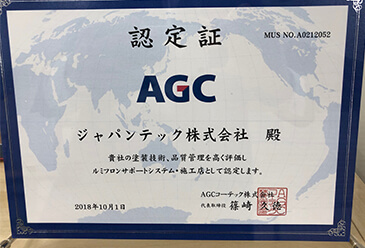 認定証
MUS NO.A0212052
AGC
ジャパンテック株式会社 殿
貴社の塗装技術、品質管理を高く評価し
ルミフロンサポートシステム・施工店として認定します。
AGCコーテック株式会社
2018年10月1日
代表取締役 篠崎 久德